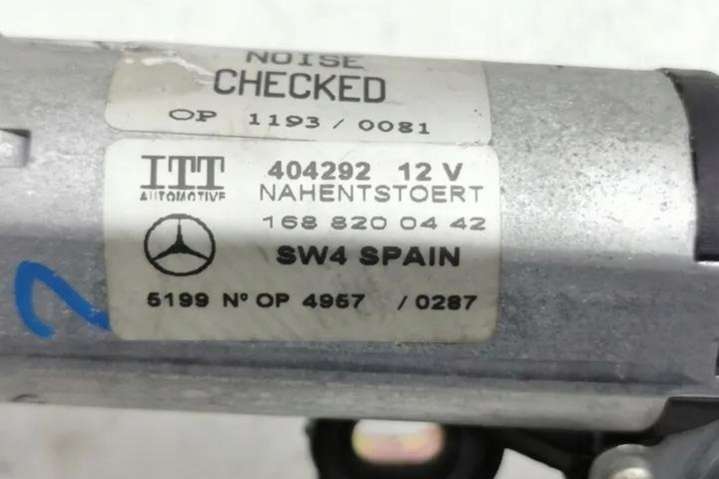 NOISE
CHECKED
OP 1193 / 0081
ITT 404292 12 V
AUTOMOTIVE NAHENTSTOERT
168 820 04 42
SW4 SPAIN
5199 Nº OP 4957 / 0287
2